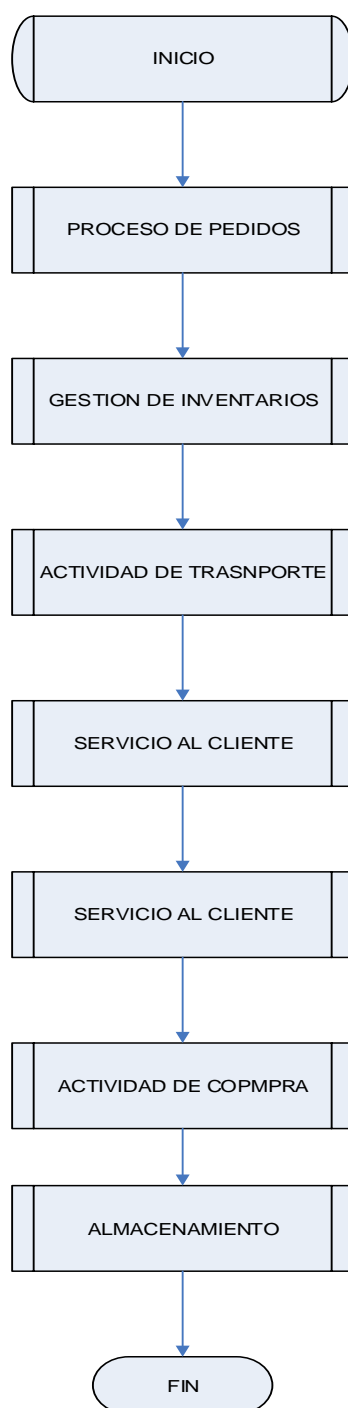 INICIO
PROCESO DE PEDIDOS
GESTION DE INVENTARIOS
ACTIVIDAD DE TRASNPORTE
SERVICIO AL CLIENTE
SERVICIO AL CLIENTE
ACTIVIDAD DE COPMPRA
ALMACENAMIENTO
FIN